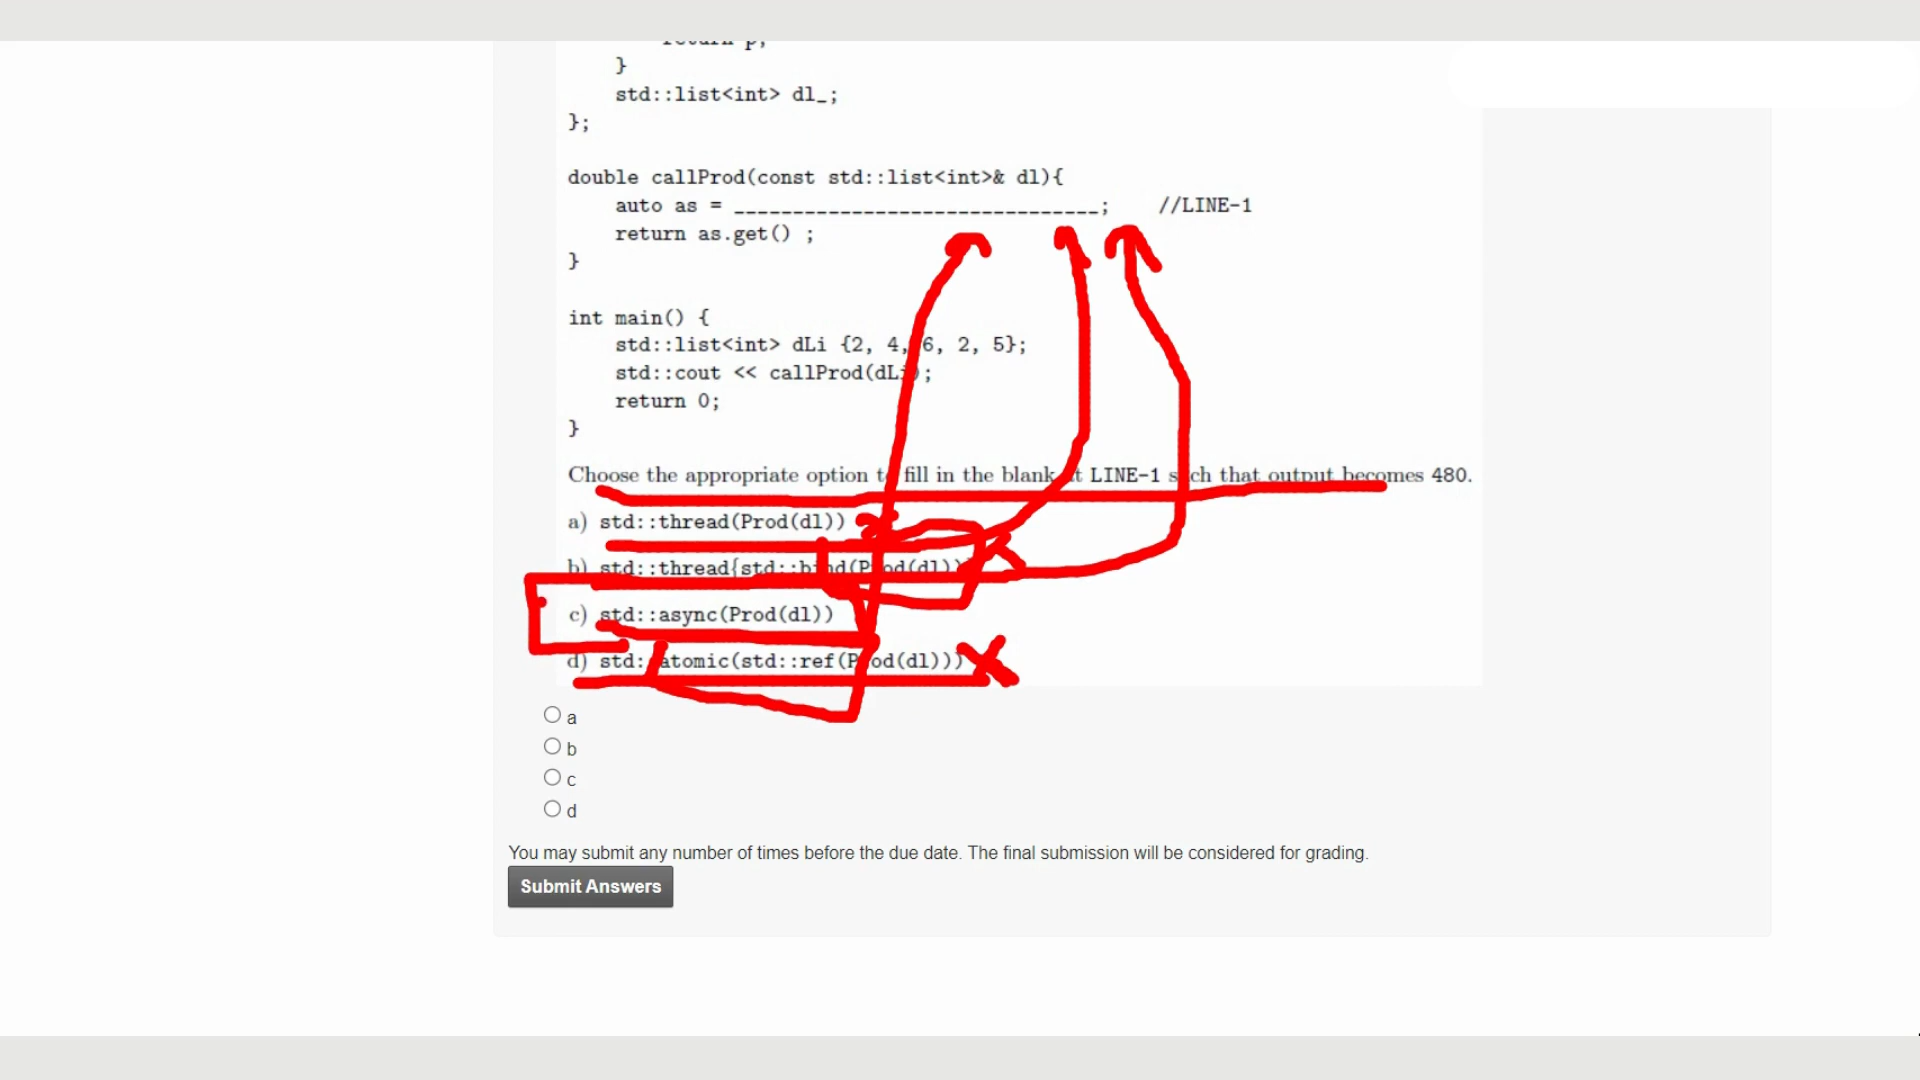 return p;
}
std::list<int> dl_;
};
double callProd(const std::list<int>& dl){
auto as = _______________________________; //LINE-1
return as.get() ;
}
int main() {
std::list<int> dLi {2, 4, 6, 2, 5};
std::cout << callProd(dLi);
return 0;
}
Choose the appropriate option to fill in the blank at LINE-1 such that output becomes 480.
a) std::thread(Prod(dl))
b) std::thread{std::bind(Prod(dl))
c) std::async(Prod(dl))
d) std::atomic(std::ref(Prod(dl)))
a
b
c
d
You may submit any number of times before the due date. The final submission will be considered for grading.
Submit Answers